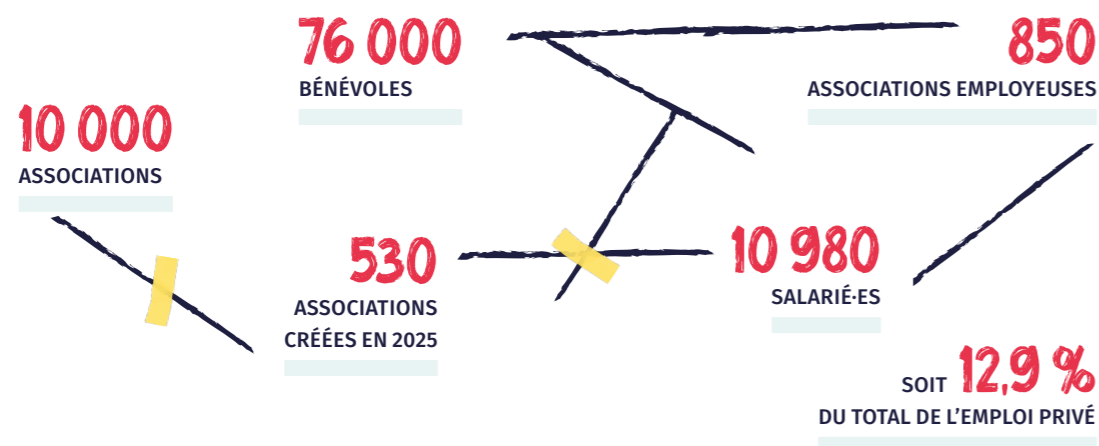 10 000
ASSOCIATIONS
76 000
BÉNÉVOLES
850
ASSOCIATIONS EMPLOYEUSES
530
ASSOCIATIONS
CRÉÉES EN 2025
10 980
SALARIÉ·ES
SOIT 12,9 %
DU TOTAL DE L’EMPLOI PRIVÉ